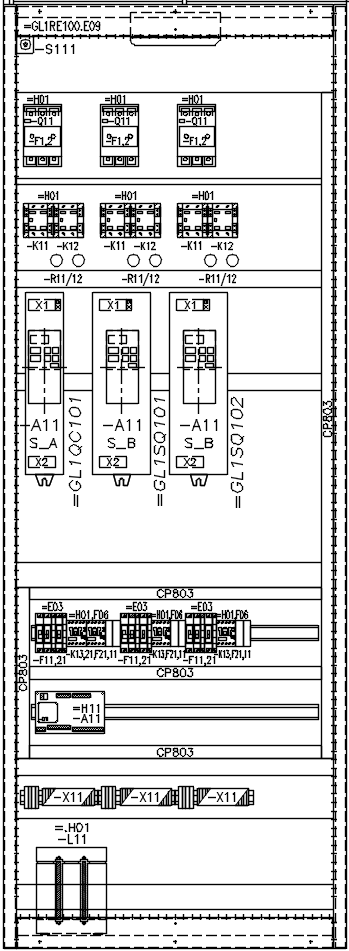 =GL1RE100.E09
-S111
=H01 =H01 =H01
-Q11 -Q11 -Q11
F1,2 F1,2 F1,2
=H01 =H01 =H01
-K11 -K12 -K11 -K12 -K11 -K12
-R11/12 -R11/12 -R11/12
X1 X1 X1
-A11 -A11 -A11
S_A S_B S_B
X2 X2 X2
=GL1QC101
=GL1SQ101
=GL1SQ102
CP803
CP803
=E03 =H01,F06 =E03 =H01,F06 =E03 =H01,F06
-F11,21 -K13,21,F21,11 -F11,21 -K13,F21,11 -F11,21 -K13,F21,11
CP803
CP803
=H11
-A11
CP803
-X11 -X11 -X11
=.H01
-L11